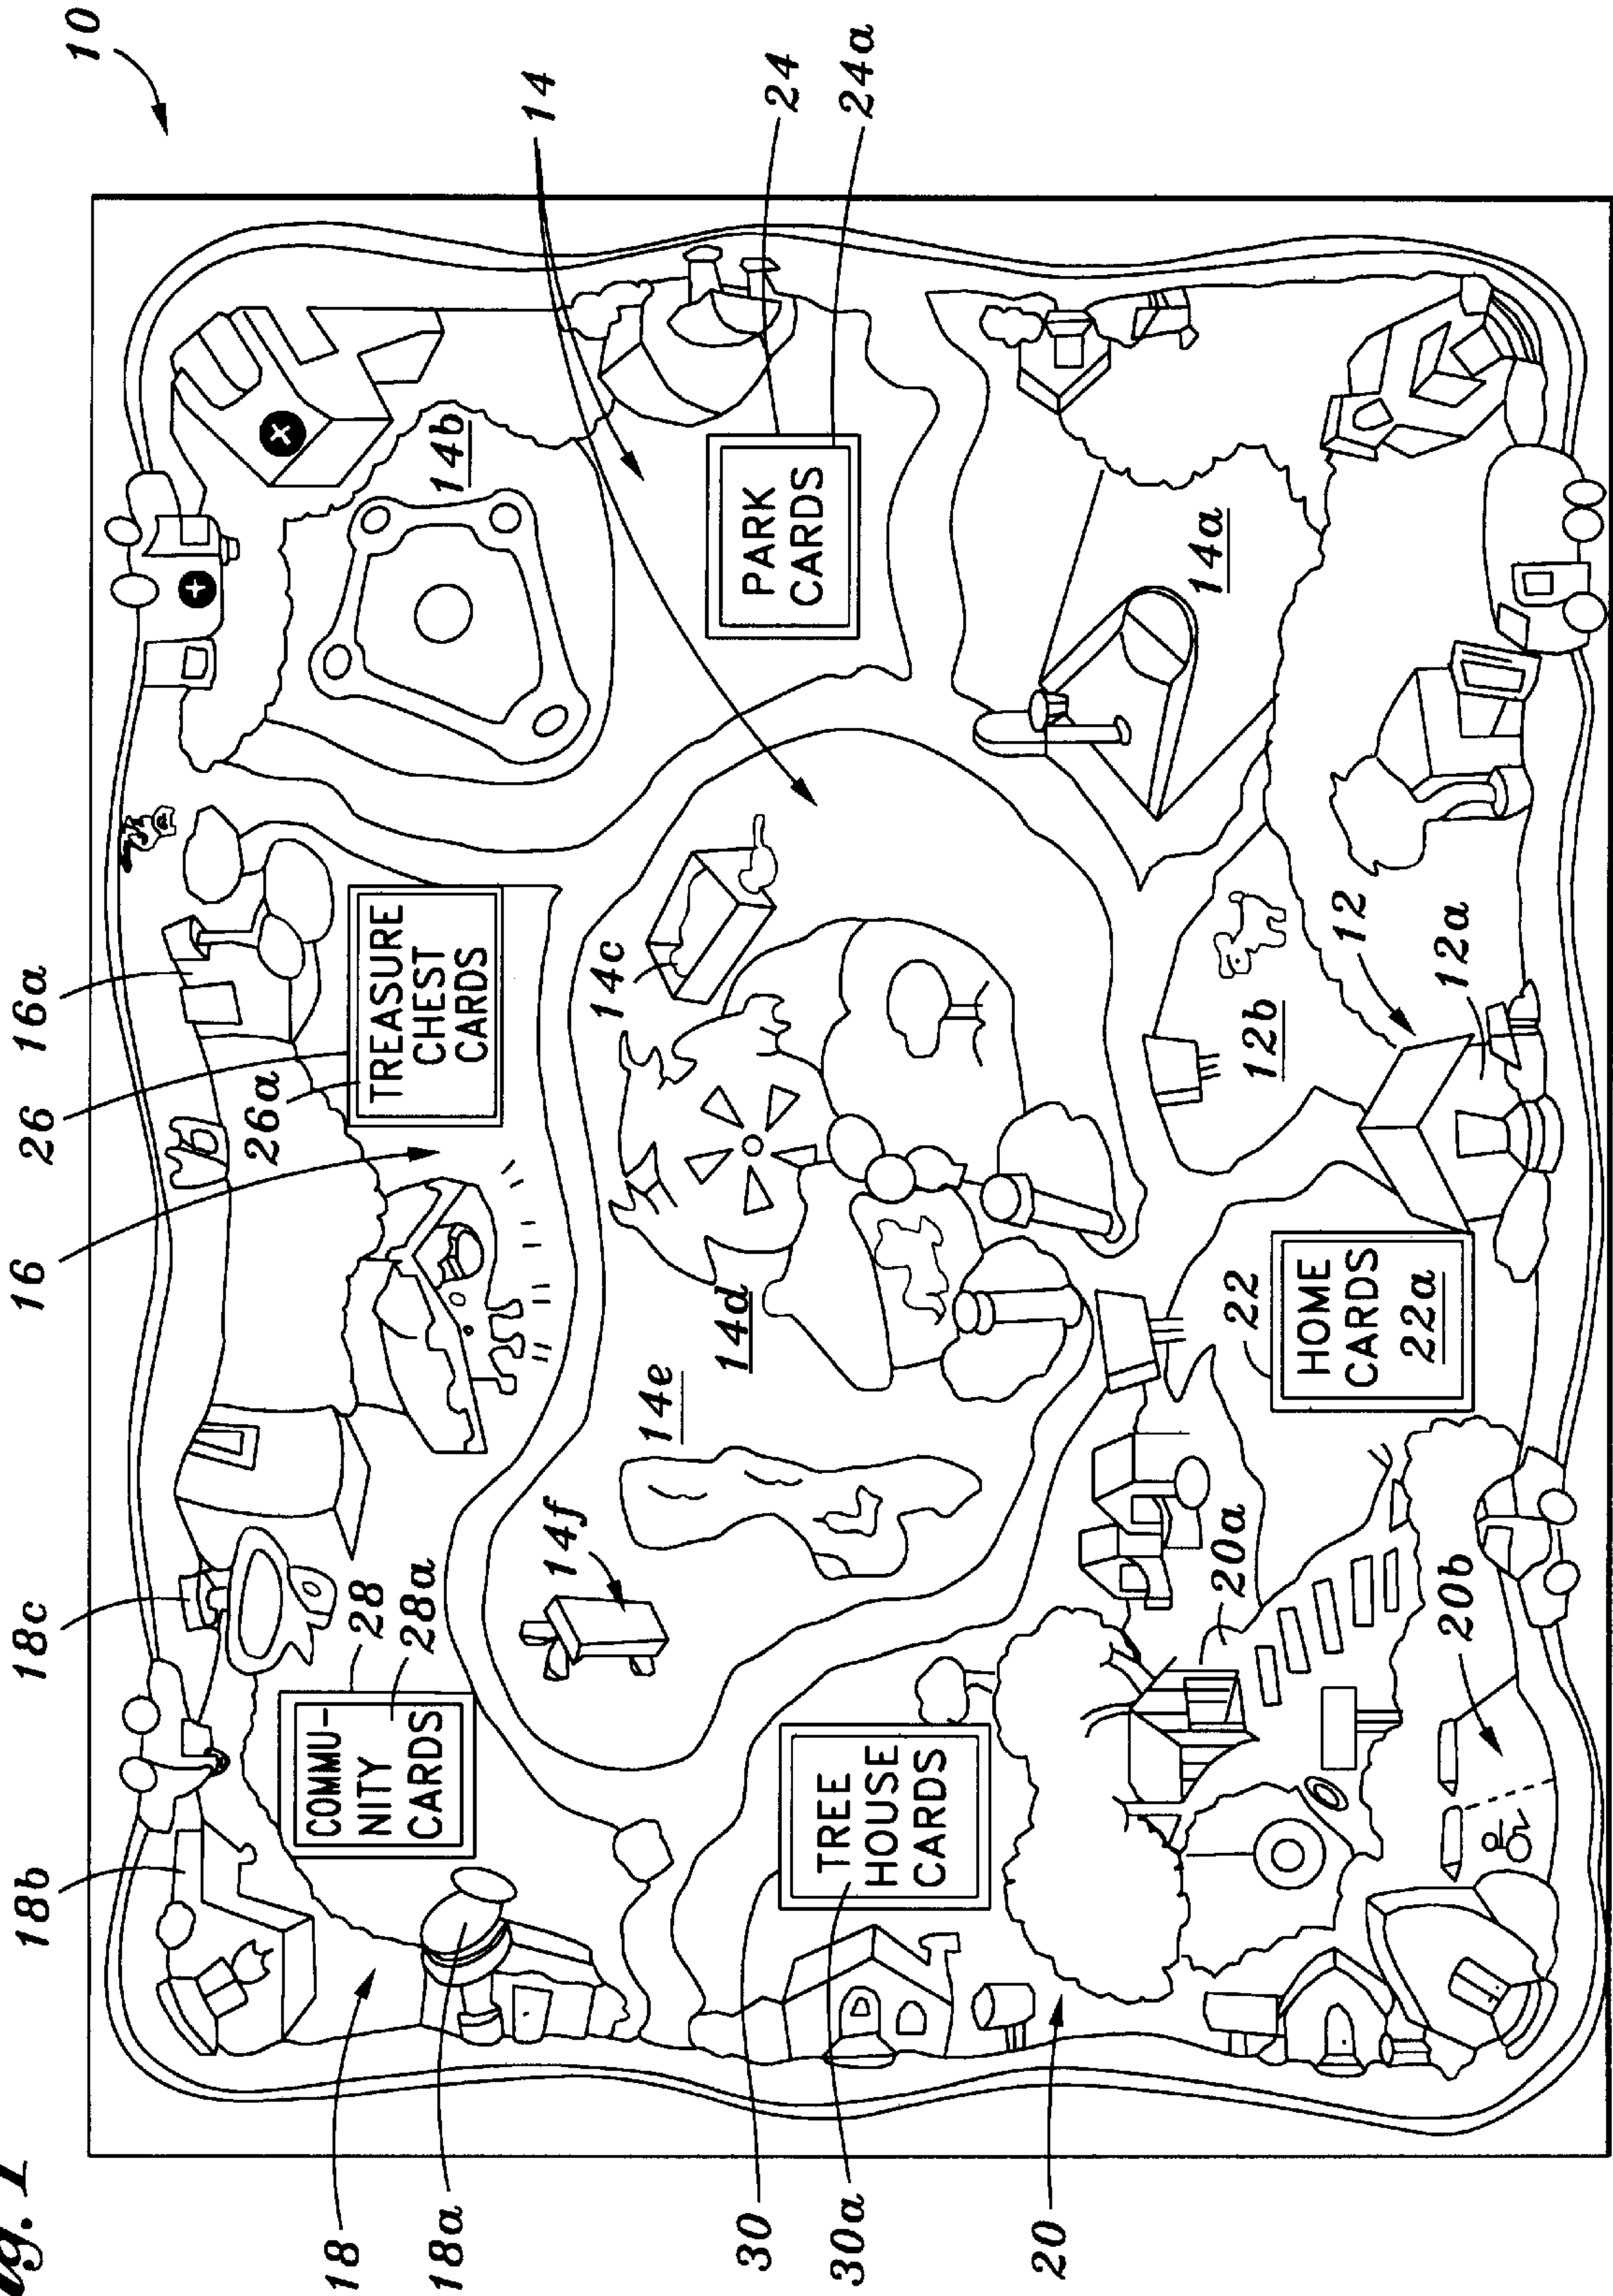 ig. 1
18b
18c
16
26
16a
10
26a
18
COMMU-
NITY
CARDS
28
28a
TREASURE
CHEST
CARDS
18a
14b
14
14f
14c
14e
14d
30
30a
TREE
HOUSE
CARDS
PARK
CARDS
24
24a
20
14a
20a
22
12b
HOME
CARDS
22a
12
12a
20b